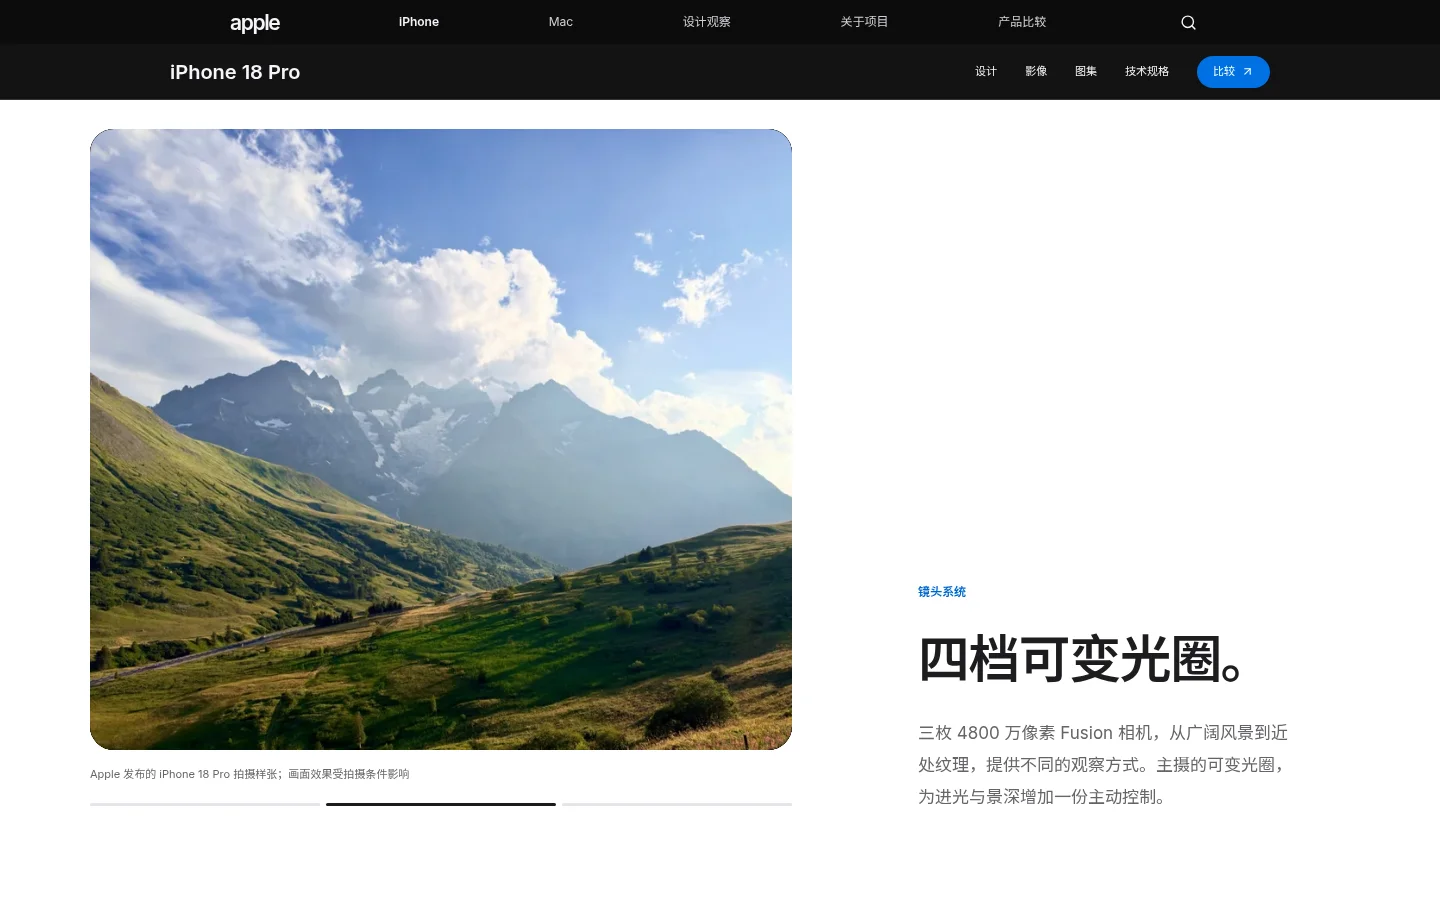 apple
iPhone
Mac
设计观察
关于项目
产品比较
iPhone 18 Pro
设计
影像
图集
技术规格
比较
镜头系统
四档可变光圈。
三枚 4800 万像素 Fusion 相机，从广阔风景到近
处纹理，提供不同的观察方式。主摄的可变光圈，
为进光与景深增加一份主动控制。
Apple 发布的 iPhone 18 Pro 拍摄样张；画面效果受拍摄条件影响